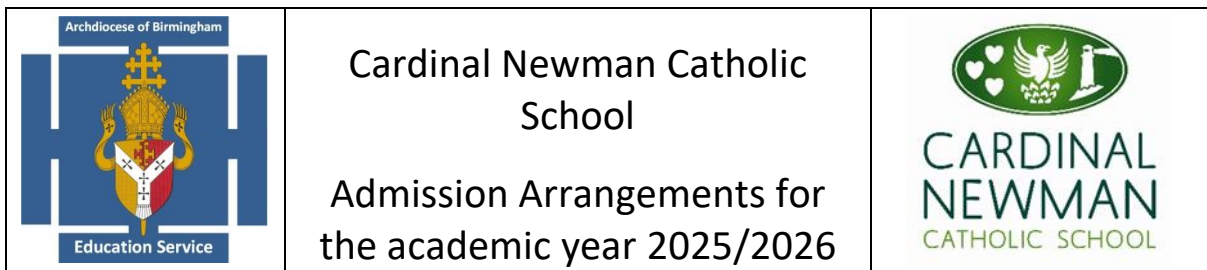 Archdiocese of Birmingham
Education Service
Cardinal Newman Catholic
School
Admission Arrangements for
the academic year 2025/2026
CARDINAL
NEWMAN
CATHOLIC SCHOOL